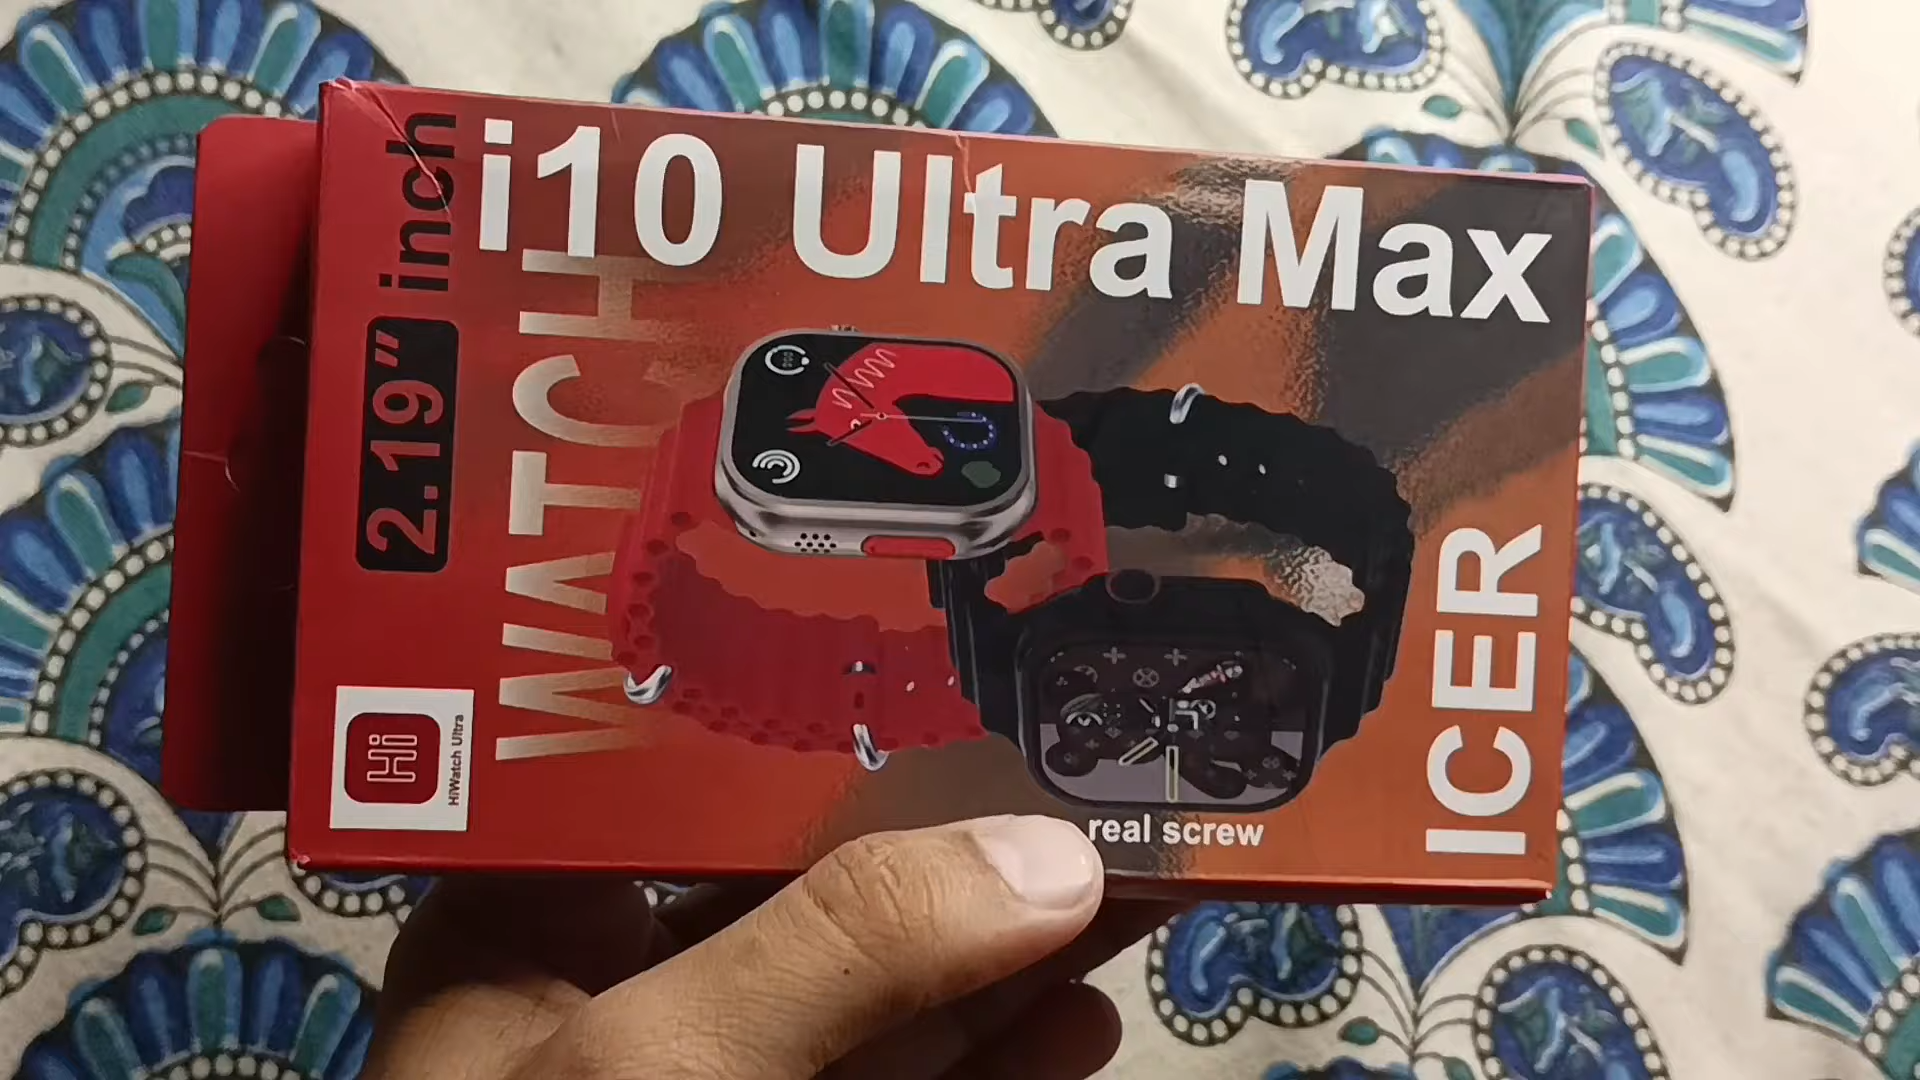 i10 Ultra Max
2.19" inch
WATCH
Hi
HiWatch Ultra
real screw
ICER